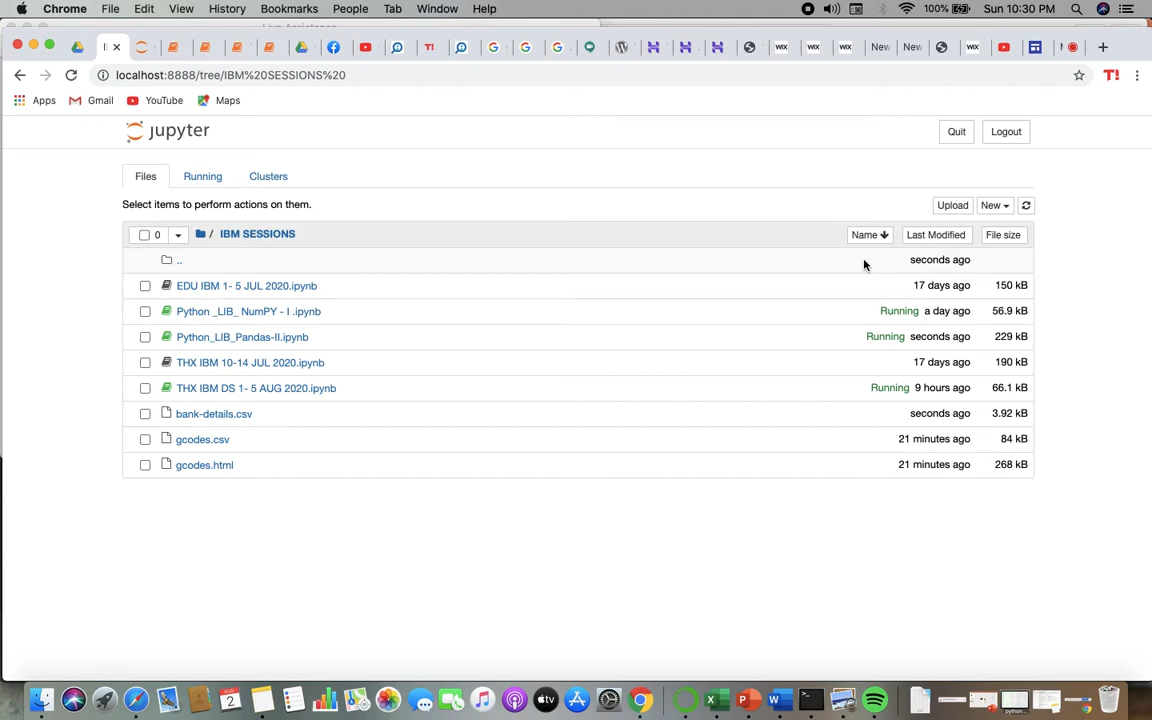 Chrome File Edit View History Bookmarks People Tab Window Help 100% Sun 10:30 PM
New New
localhost:8888/tree/IBM%20SESSIONS%20 T!
Apps Gmail YouTube Maps
jupyter Quit Logout
Files Running Clusters
Select items to perform actions on them. Upload New
0 / IBM SESSIONS Name Last Modified File size
.. seconds ago
EDU IBM 1- 5 JUL 2020.ipynb 17 days ago 150 kB
Python _LIB_ NumPY - I .ipynb Running a day ago 56.9 kB
Python_LIB_Pandas-II.ipynb Running seconds ago 229 kB
THX IBM 10-14 JUL 2020.ipynb 17 days ago 190 kB
THX IBM DS 1- 5 AUG 2020.ipynb Running 9 hours ago 66.1 kB
bank-details.csv seconds ago 3.92 kB
gcodes.csv 21 minutes ago 84 kB
gcodes.html 21 minutes ago 268 kB